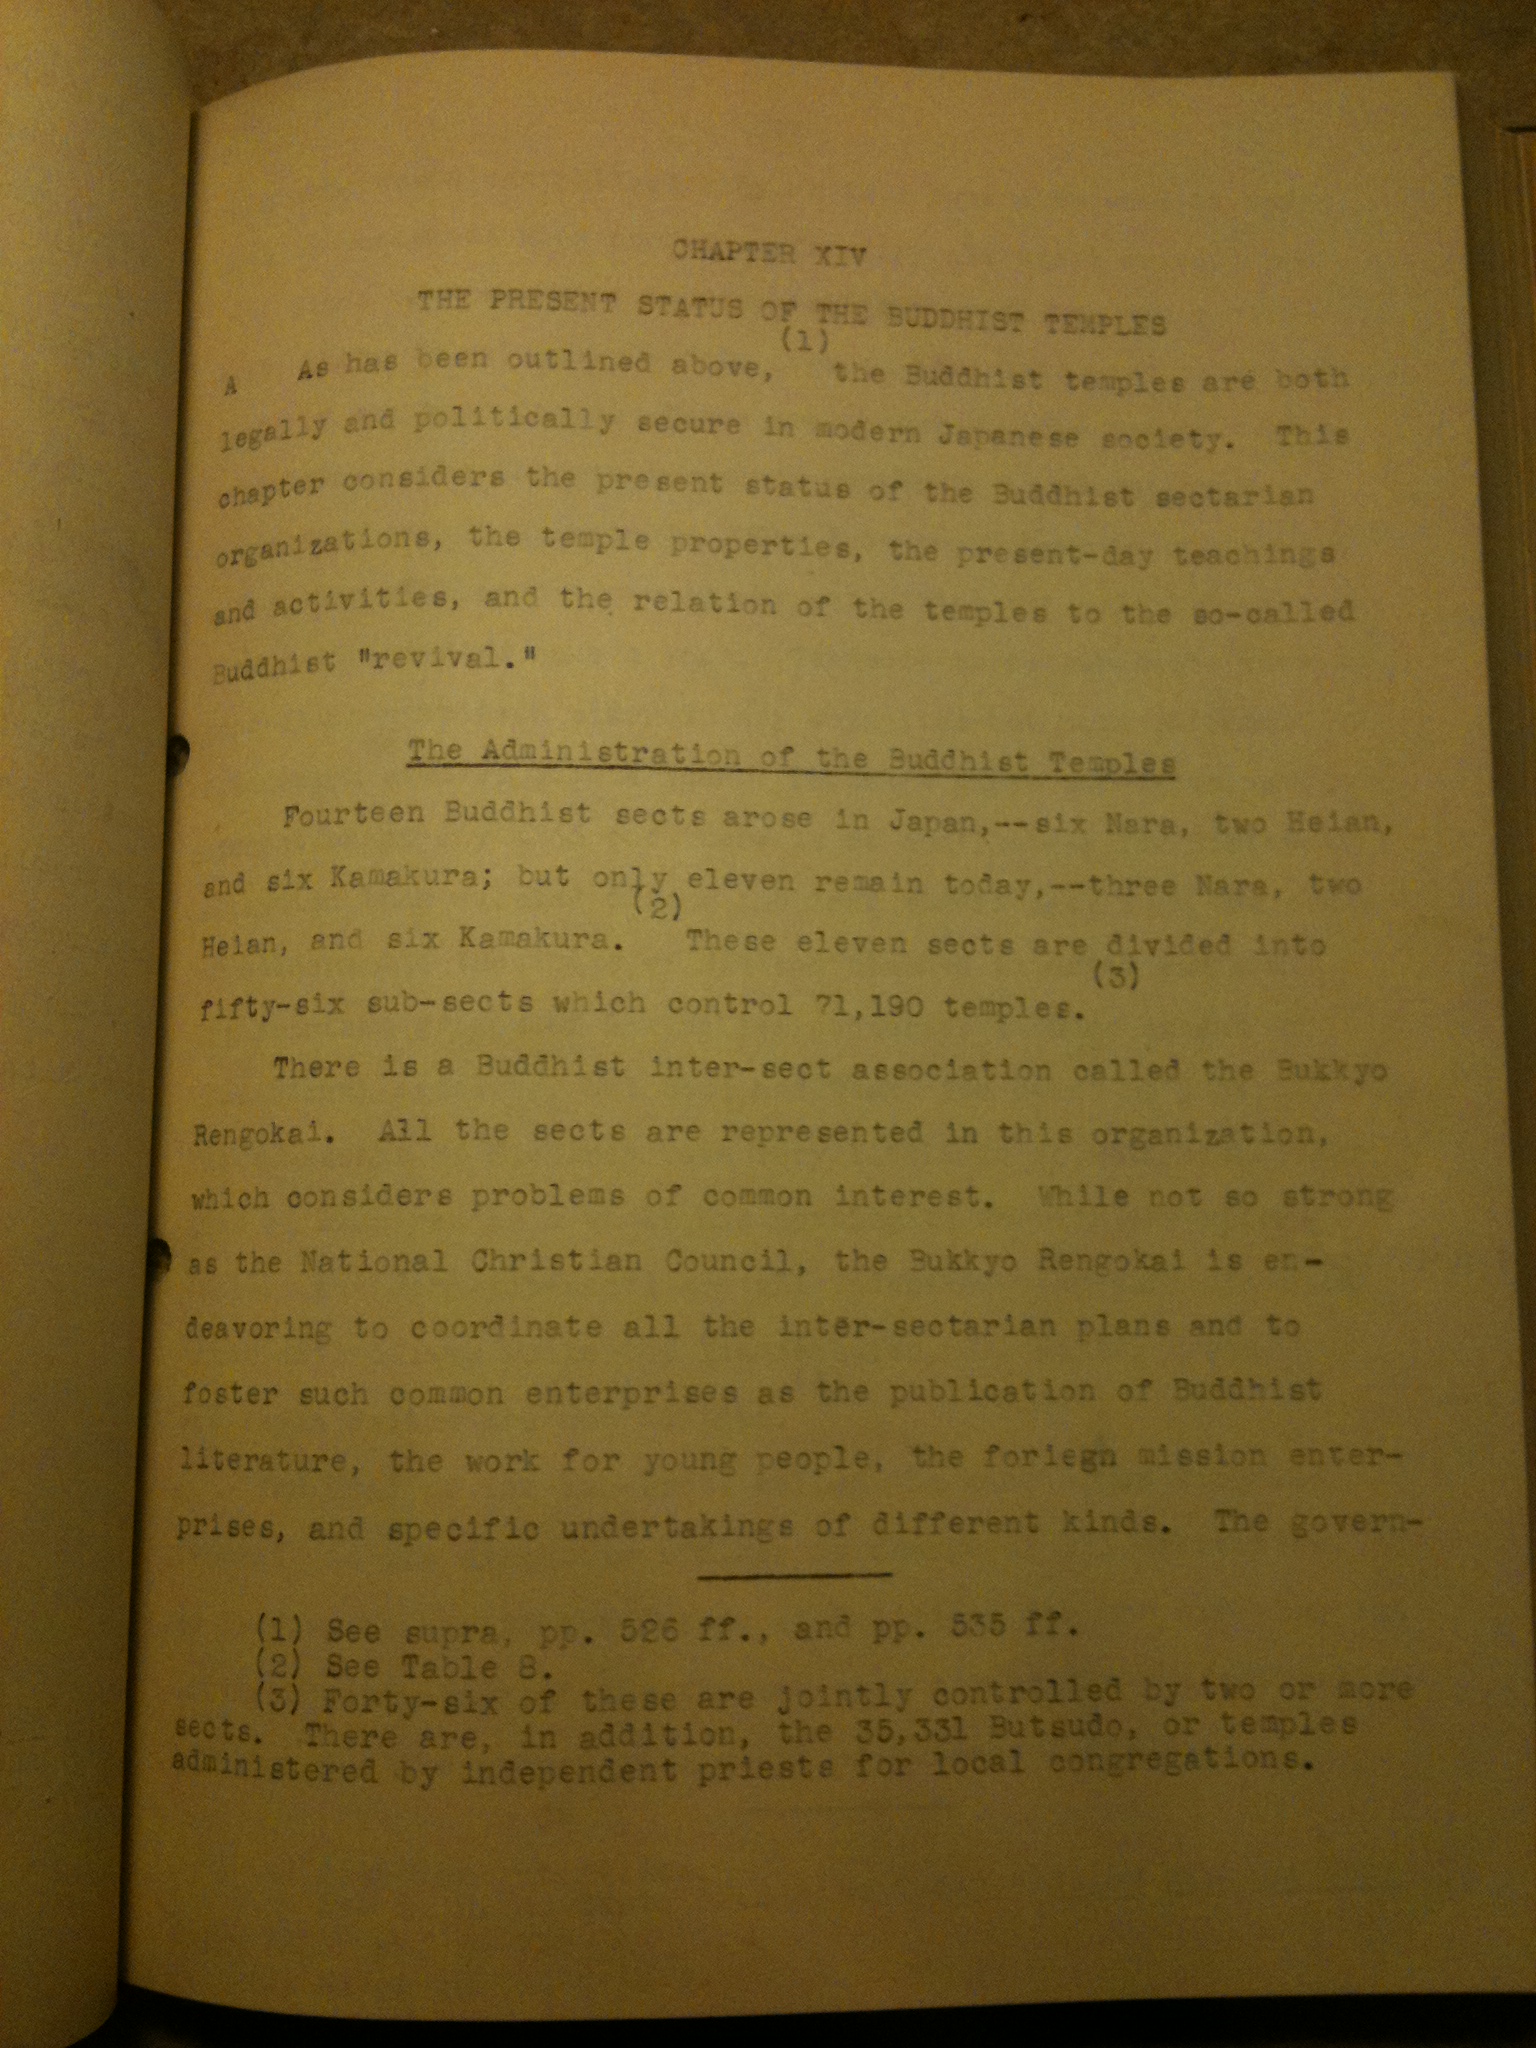 CHAPTER XIV
THE PRESENT STATUS OF THE BUDDHIST TEMPLES
A As has been outlined above,(1) the Buddhist temples are both
legally and politically secure in modern Japanese society. This
chapter considers the present status of the Buddhist sectarian
organizations, the temple properties, the present-day teachings
and activities, and the relation of the temples to the so-called
Buddhist "revival."
The Administration of the Buddhist Temples
Fourteen Buddhist sects arose in Japan,--six Nara, two Heian,
and six Kamakura; but only eleven remain today,--three Nara, two
Heian, and six Kamakura.(2) These eleven sects are divided into
fifty-six sub-sects which control 71,190 temples.(3)
There is a Buddhist inter-sect association called the Bukkyo
Rengokai. All the sects are represented in this organization,
which considers problems of common interest. While not so strong
as the National Christian Council, the Bukkyo Rengokai is en-
deavoring to coordinate all the inter-sectarian plans and to
foster such common enterprises as the publication of Buddhist
literature, the work for young people, the foriegn mission enter-
prises, and specific undertakings of different kinds. The govern-
(1) See supra, pp. 526 ff., and pp. 535 ff.
(2) See Table 8.
(3) Forty-six of these are jointly controlled by two or more
sects. There are, in addition, the 35,331 Butsudo, or temples
administered by independent priests for local congregations.